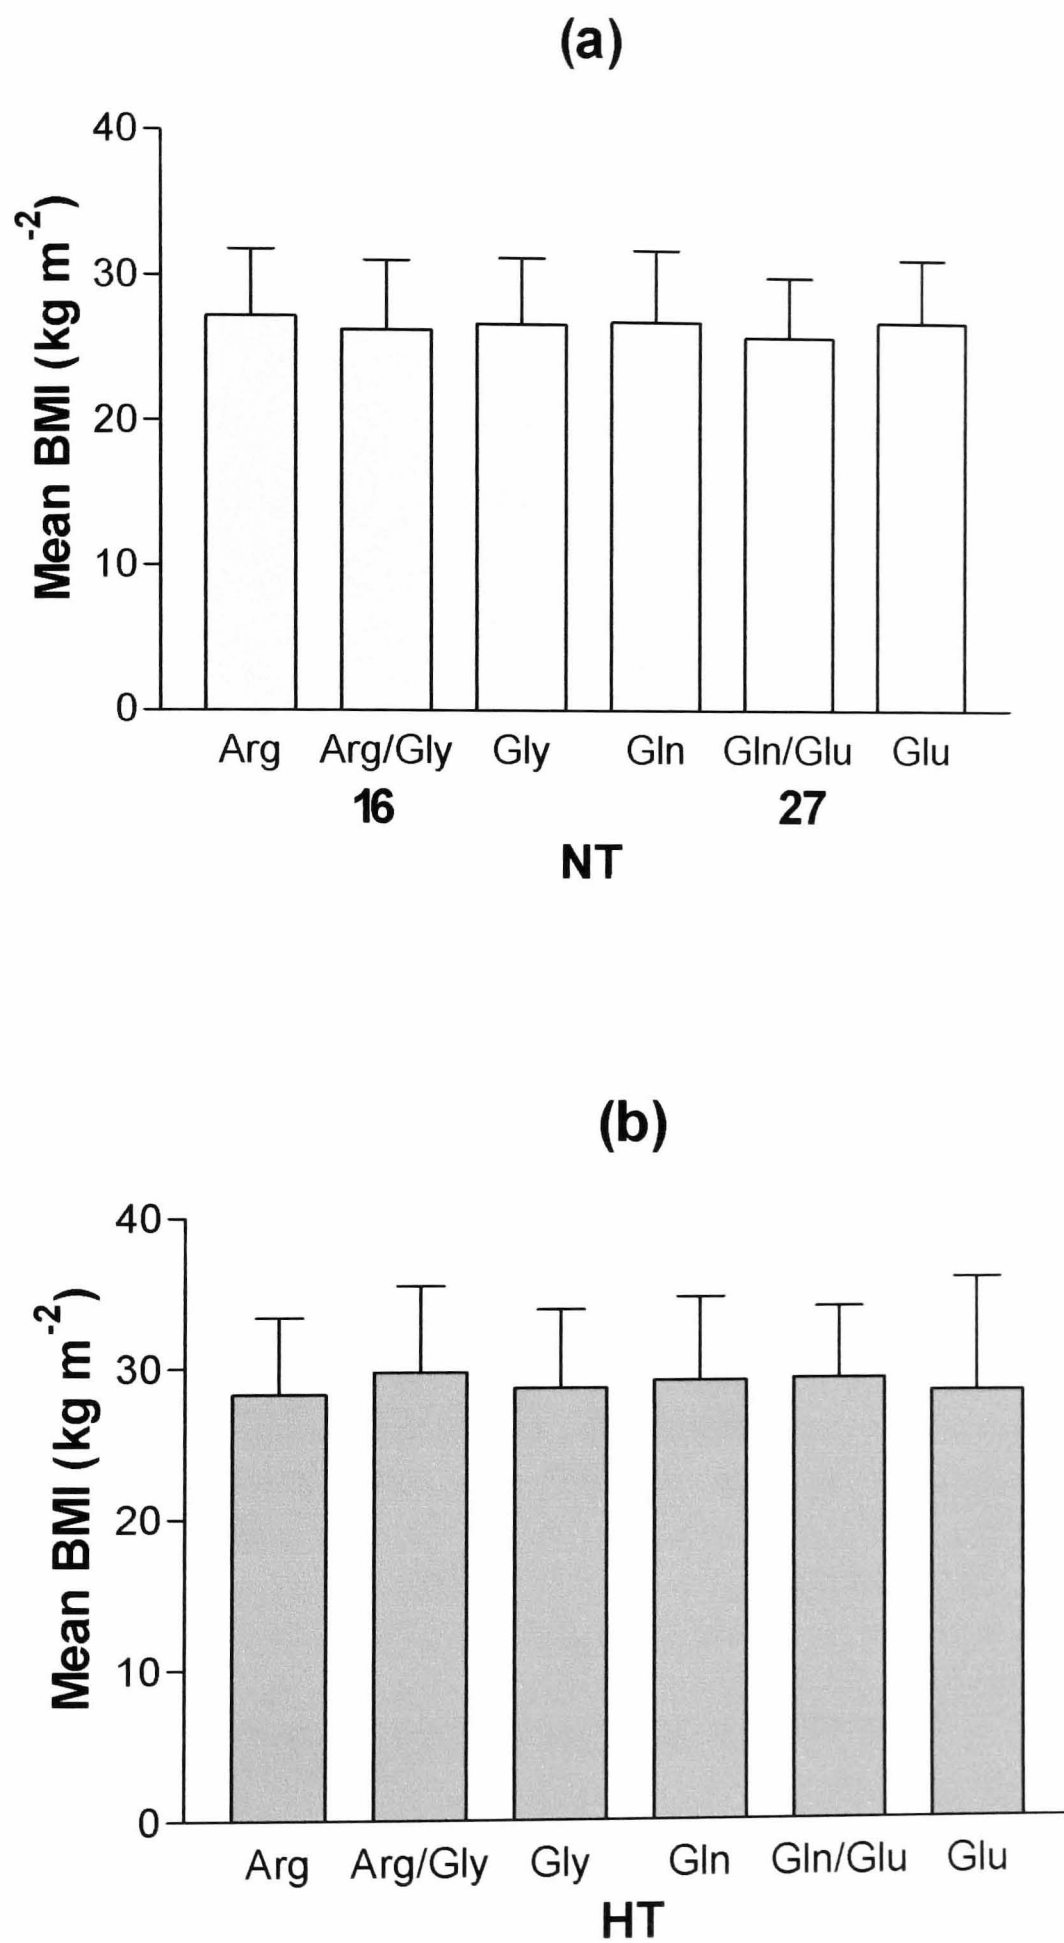 (a)
Mean BMI (kg m⁻²)
40
30
20
10
0
Arg Arg/Gly Gly Gln Gln/Glu Glu
16 27
NT
(b)
Mean BMI (kg m⁻²)
40
30
20
10
0
Arg Arg/Gly Gly Gln Gln/Glu Glu
HT